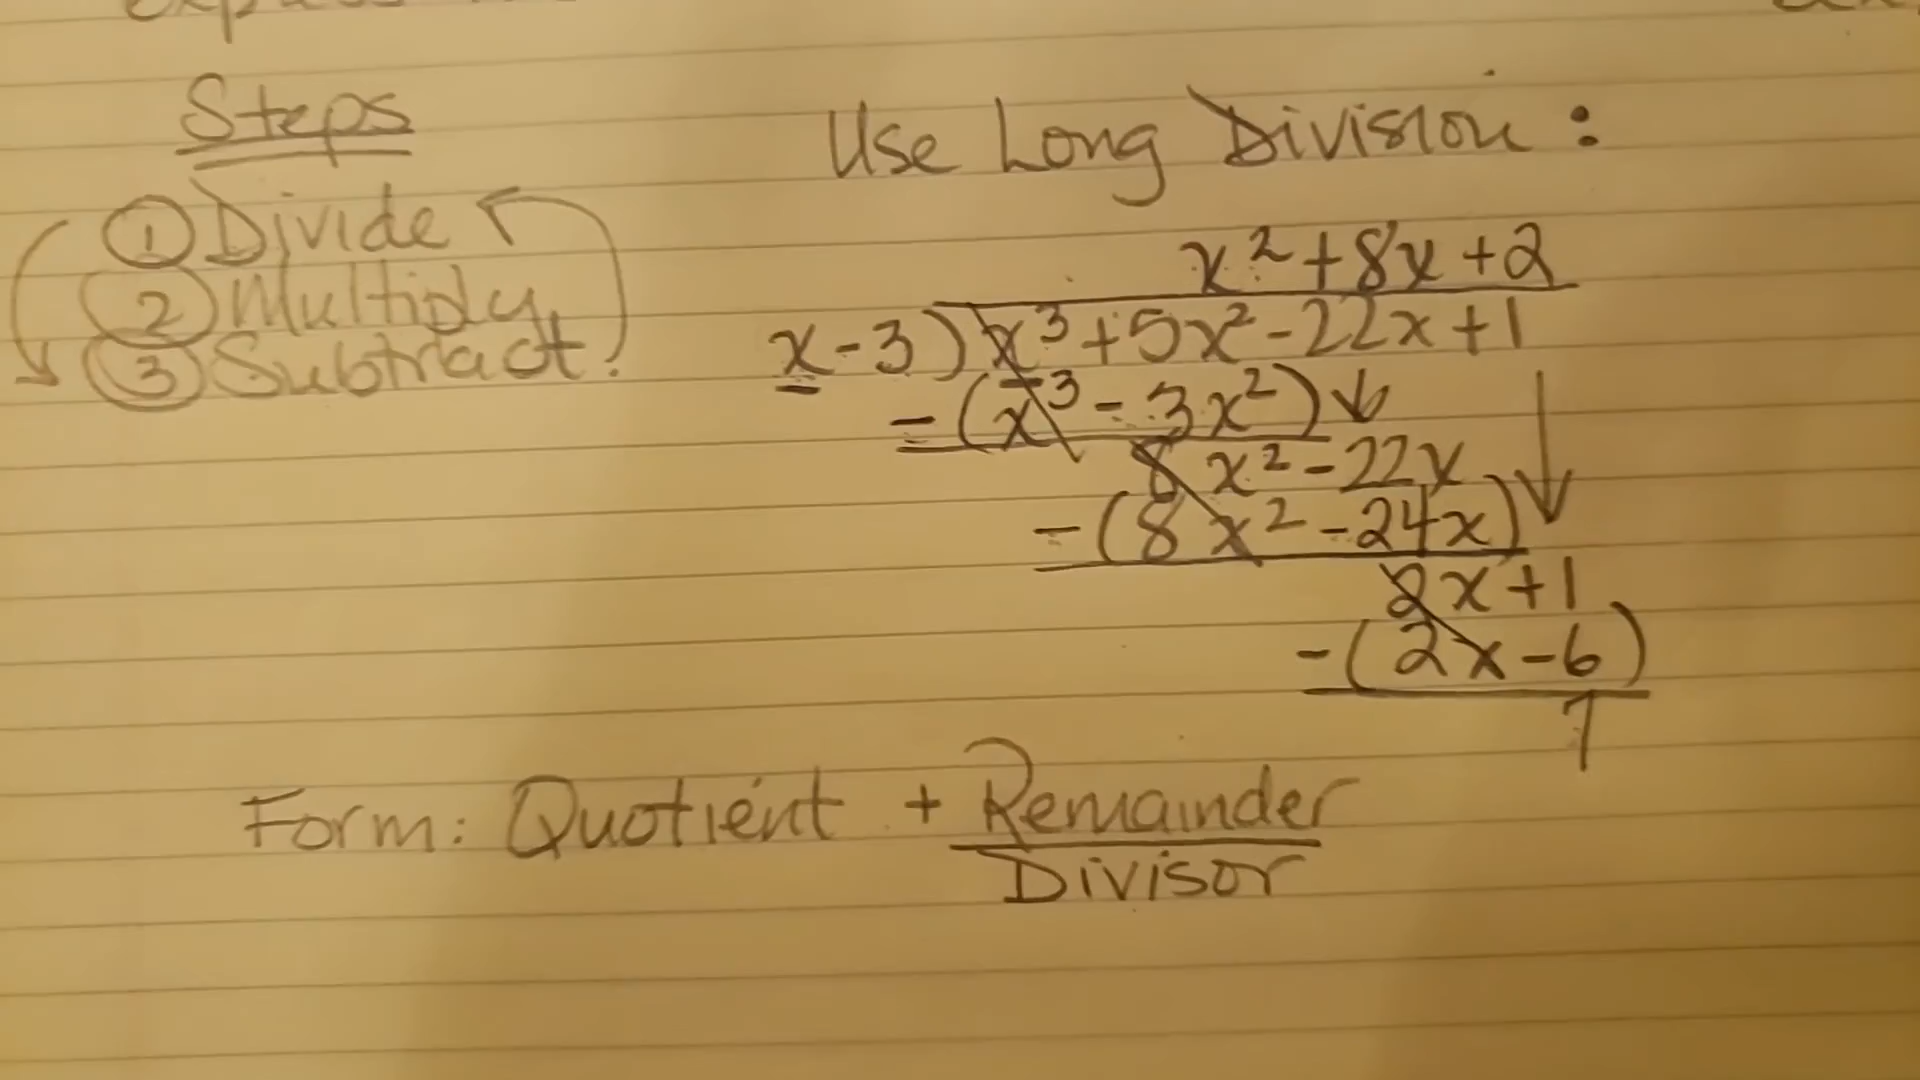 Steps
① Divide
② Multiply
③ Subtract
Use Long Division :
x² + 8x + 2
x - 3 ) x³ + 5x² - 22x + 1
- (x³ - 3x²)
8x² - 22x
- (8x² - 24x)
2x + 1
- (2x - 6)
7
Form: Quotient + Remainder
Divisor